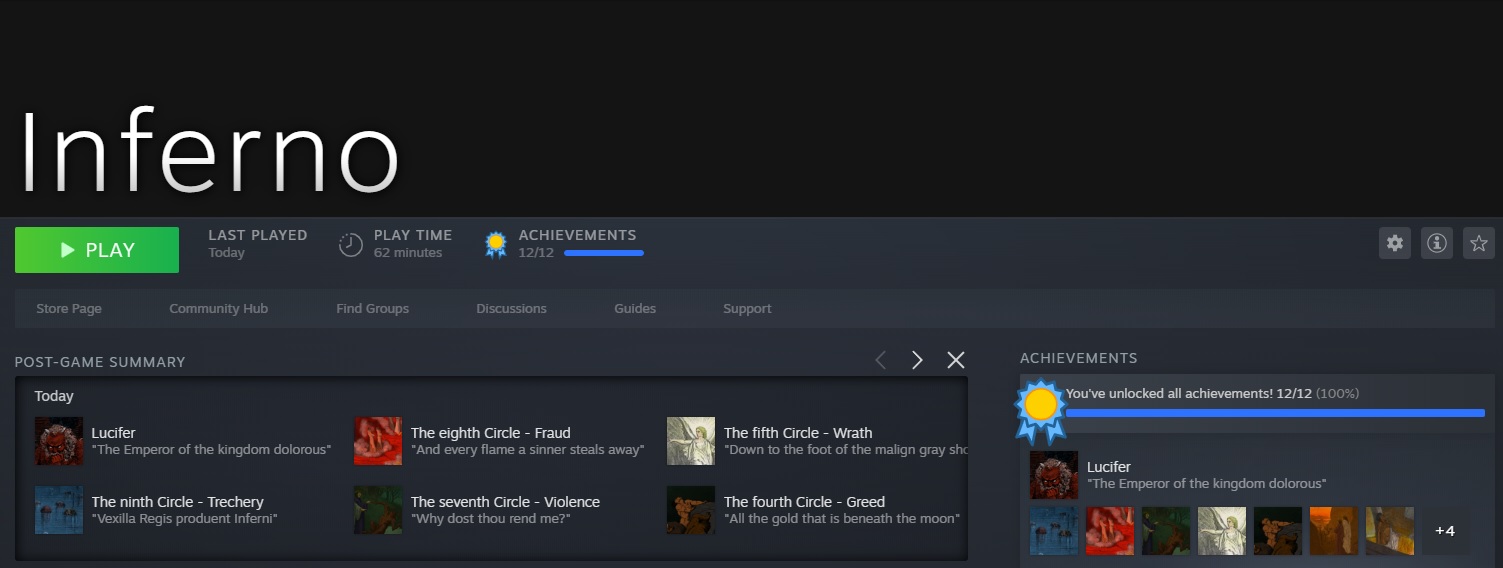 Inferno
PLAY
LAST PLAYED
Today
PLAY TIME
62 minutes
ACHIEVEMENTS
12/12
Store Page
Community Hub
Find Groups
Discussions
Guides
Support
POST-GAME SUMMARY
Today
Lucifer
"The Emperor of the kingdom dolorous"
The eighth Circle - Fraud
"And every flame a sinner steals away"
The fifth Circle - Wrath
"Down to the foot of the malign gray sho
The ninth Circle - Trechery
"Vexilla Regis produent Inferni"
The seventh Circle - Violence
"Why dost thou rend me?"
The fourth Circle - Greed
"All the gold that is beneath the moon"
ACHIEVEMENTS
You've unlocked all achievements! 12/12 (100%)
Lucifer
"The Emperor of the kingdom dolorous"
+4